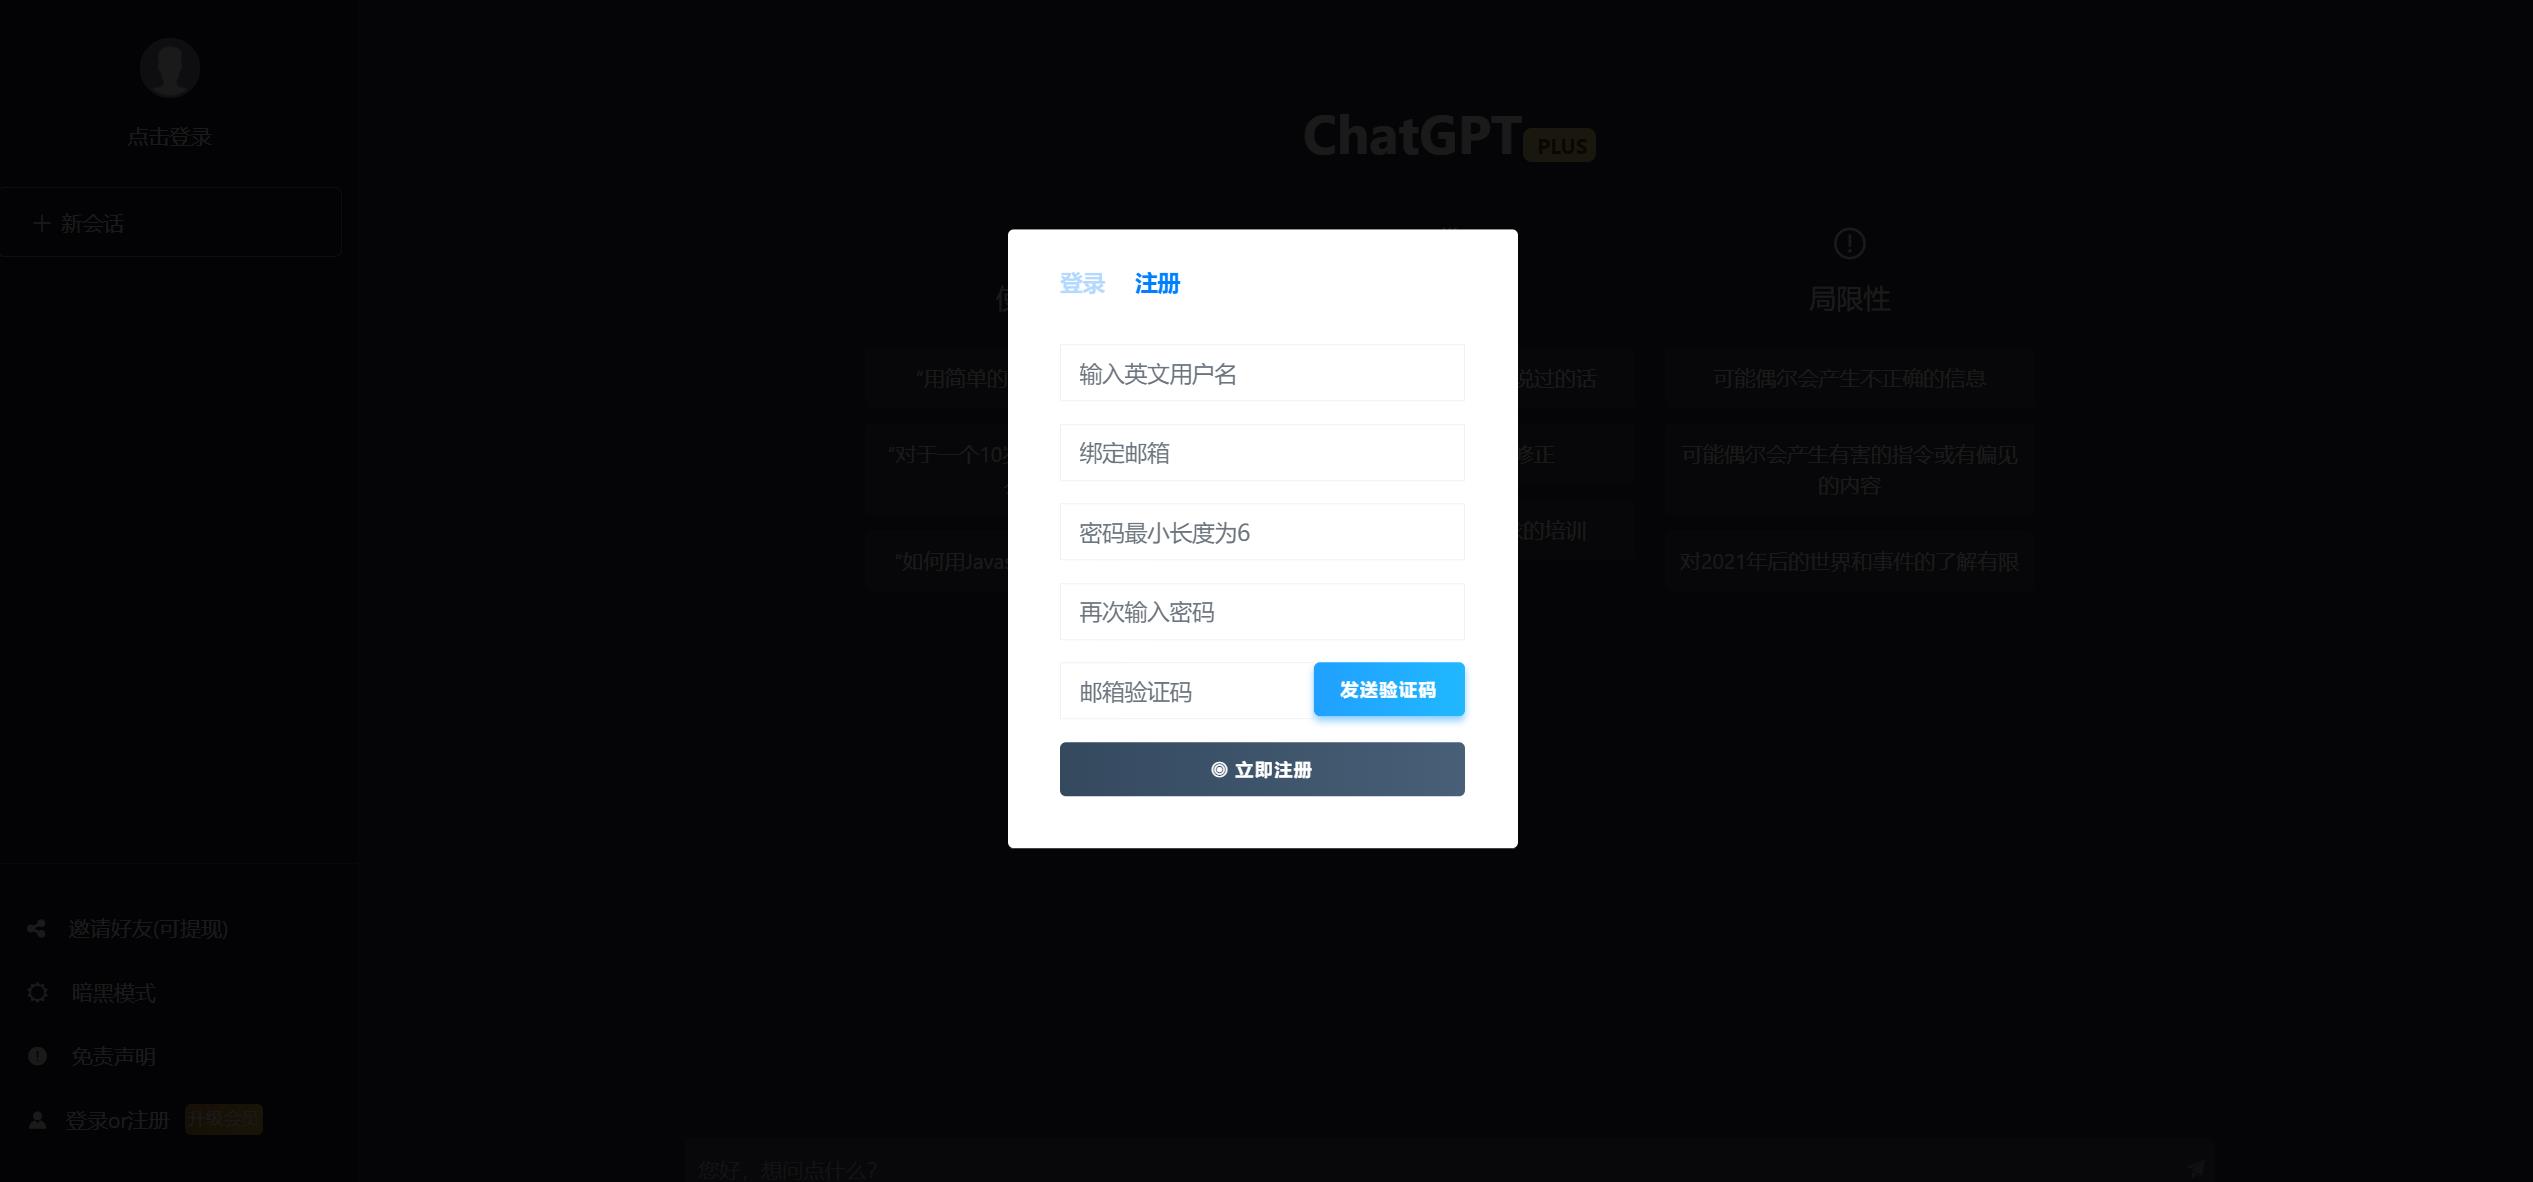 点击登录
新会话
邀请好友(可提现)
暗黑模式
免责声明
登录or注册 升级会员
ChatGPT PLUS
登录 注册
输入英文用户名
绑定邮箱
密码最小长度为6
再次输入密码
邮箱验证码 发送验证码
立即注册
“用简单的
“对于一个10
“如何用Javas
说过的话
修正
的培训
局限性
可能偶尔会产生不正确的信息
可能偶尔会产生有害的指令或有偏见
的内容
对2021年后的世界和事件的了解有限
您好，想问点什么？